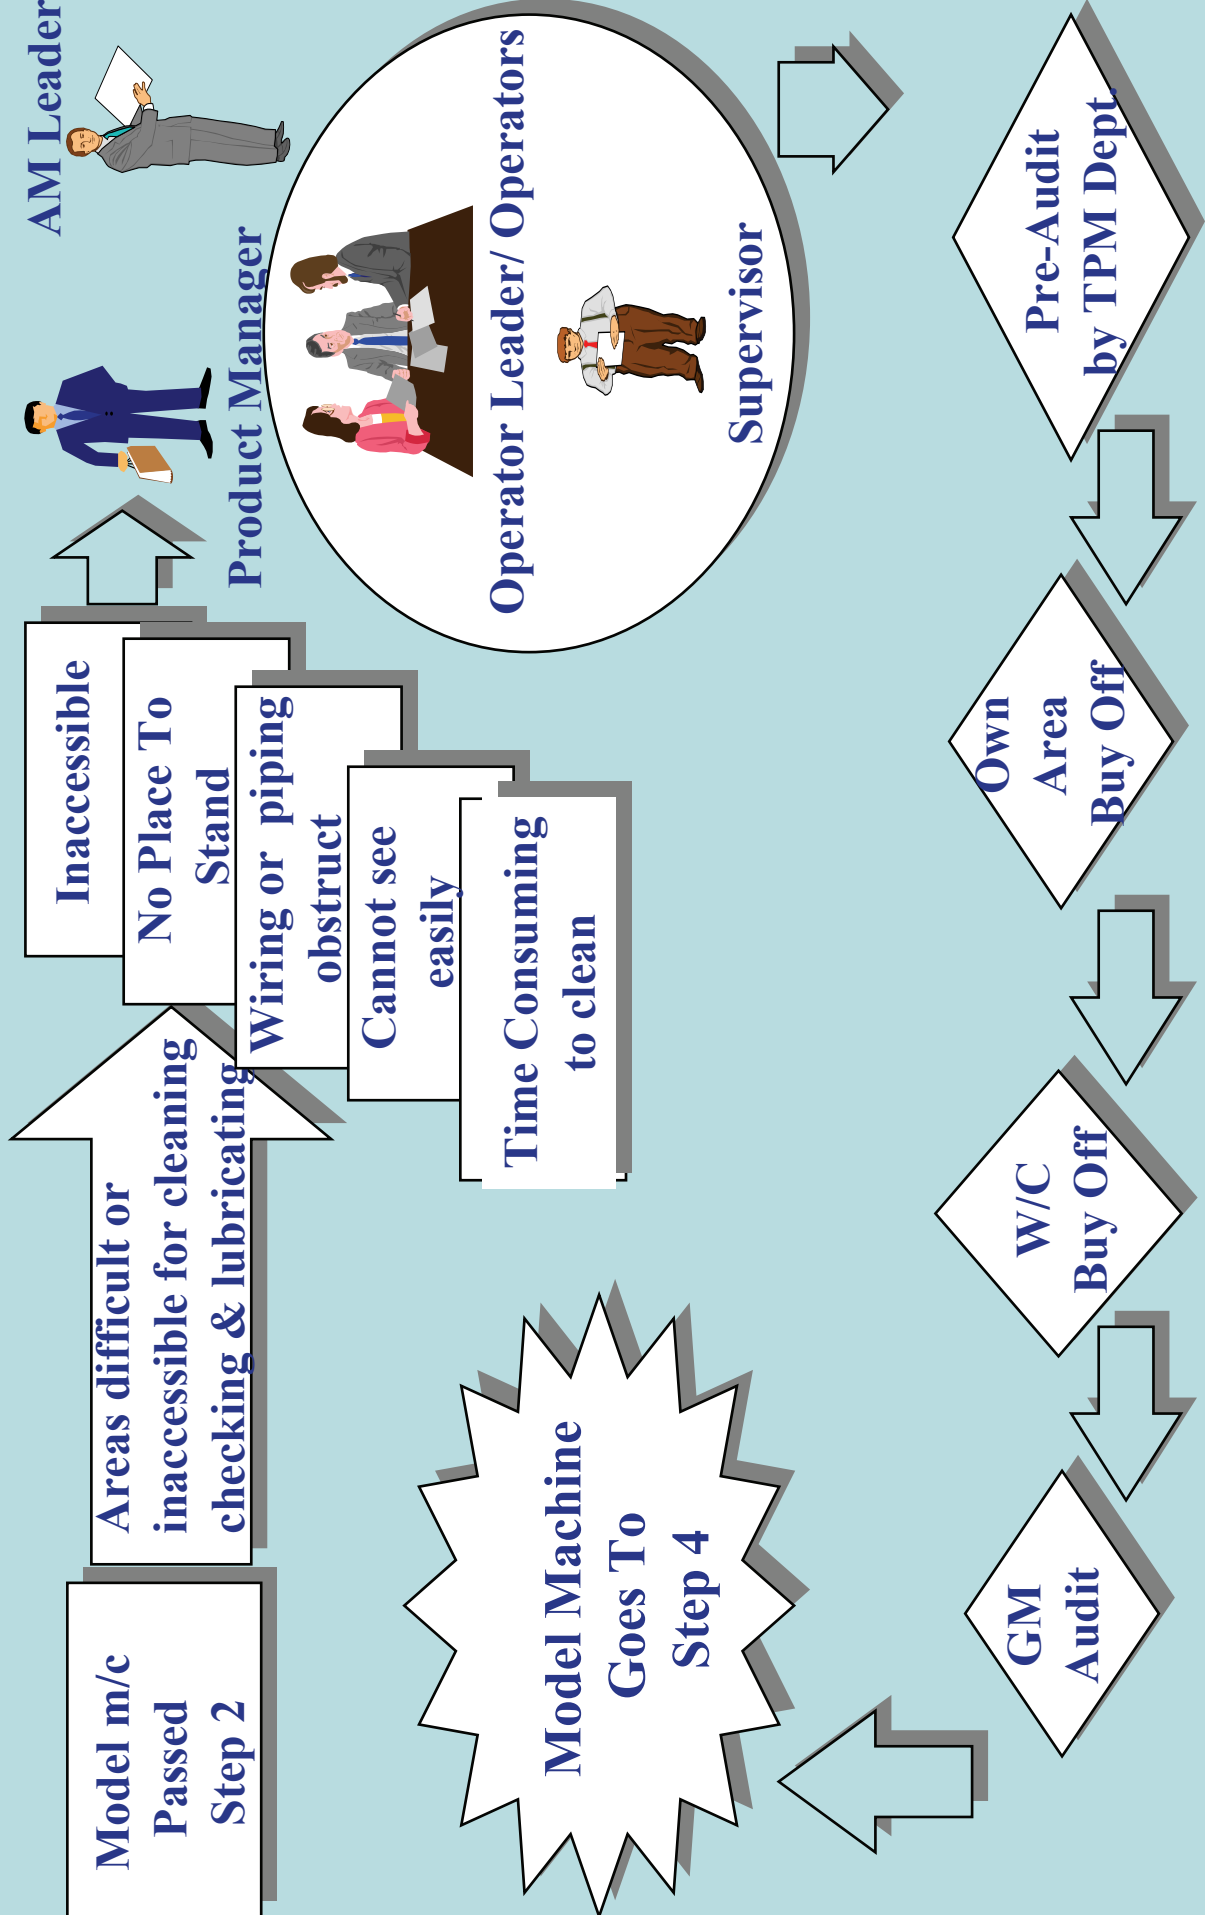 Model m/c
Passed
Step 2
Areas difficult or
inaccessible for cleaning
checking & lubricating
Inaccessible
No Place To
Stand
Wiring or piping
obstruct
Cannot see
easily
Time Consuming
to clean
Product Manager
AM Leader
Operator Leader/ Operators
Supervisor
Pre-Audit
by TPM Dept.
Own
Area
Buy Off
W/C
Buy Off
GM
Audit
Model Machine
Goes To
Step 4